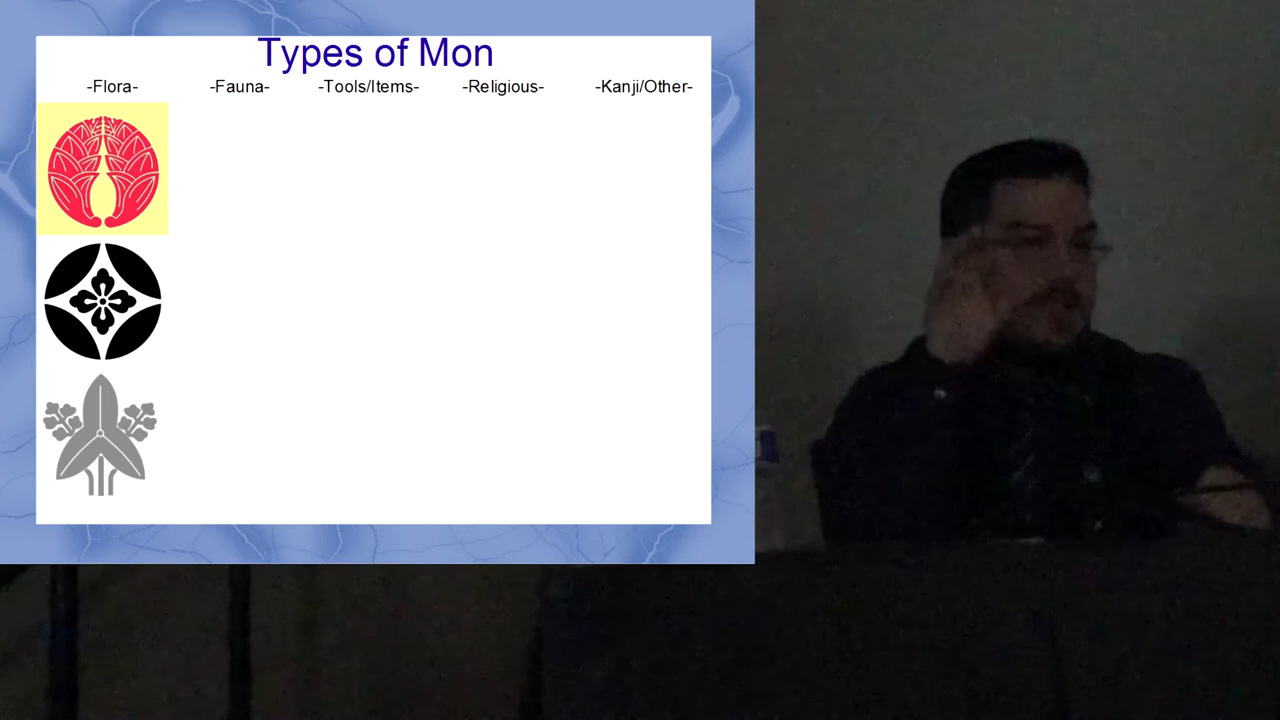 Types of Mon
-Flora- -Fauna- -Tools/Items- -Religious- -Kanji/Other-